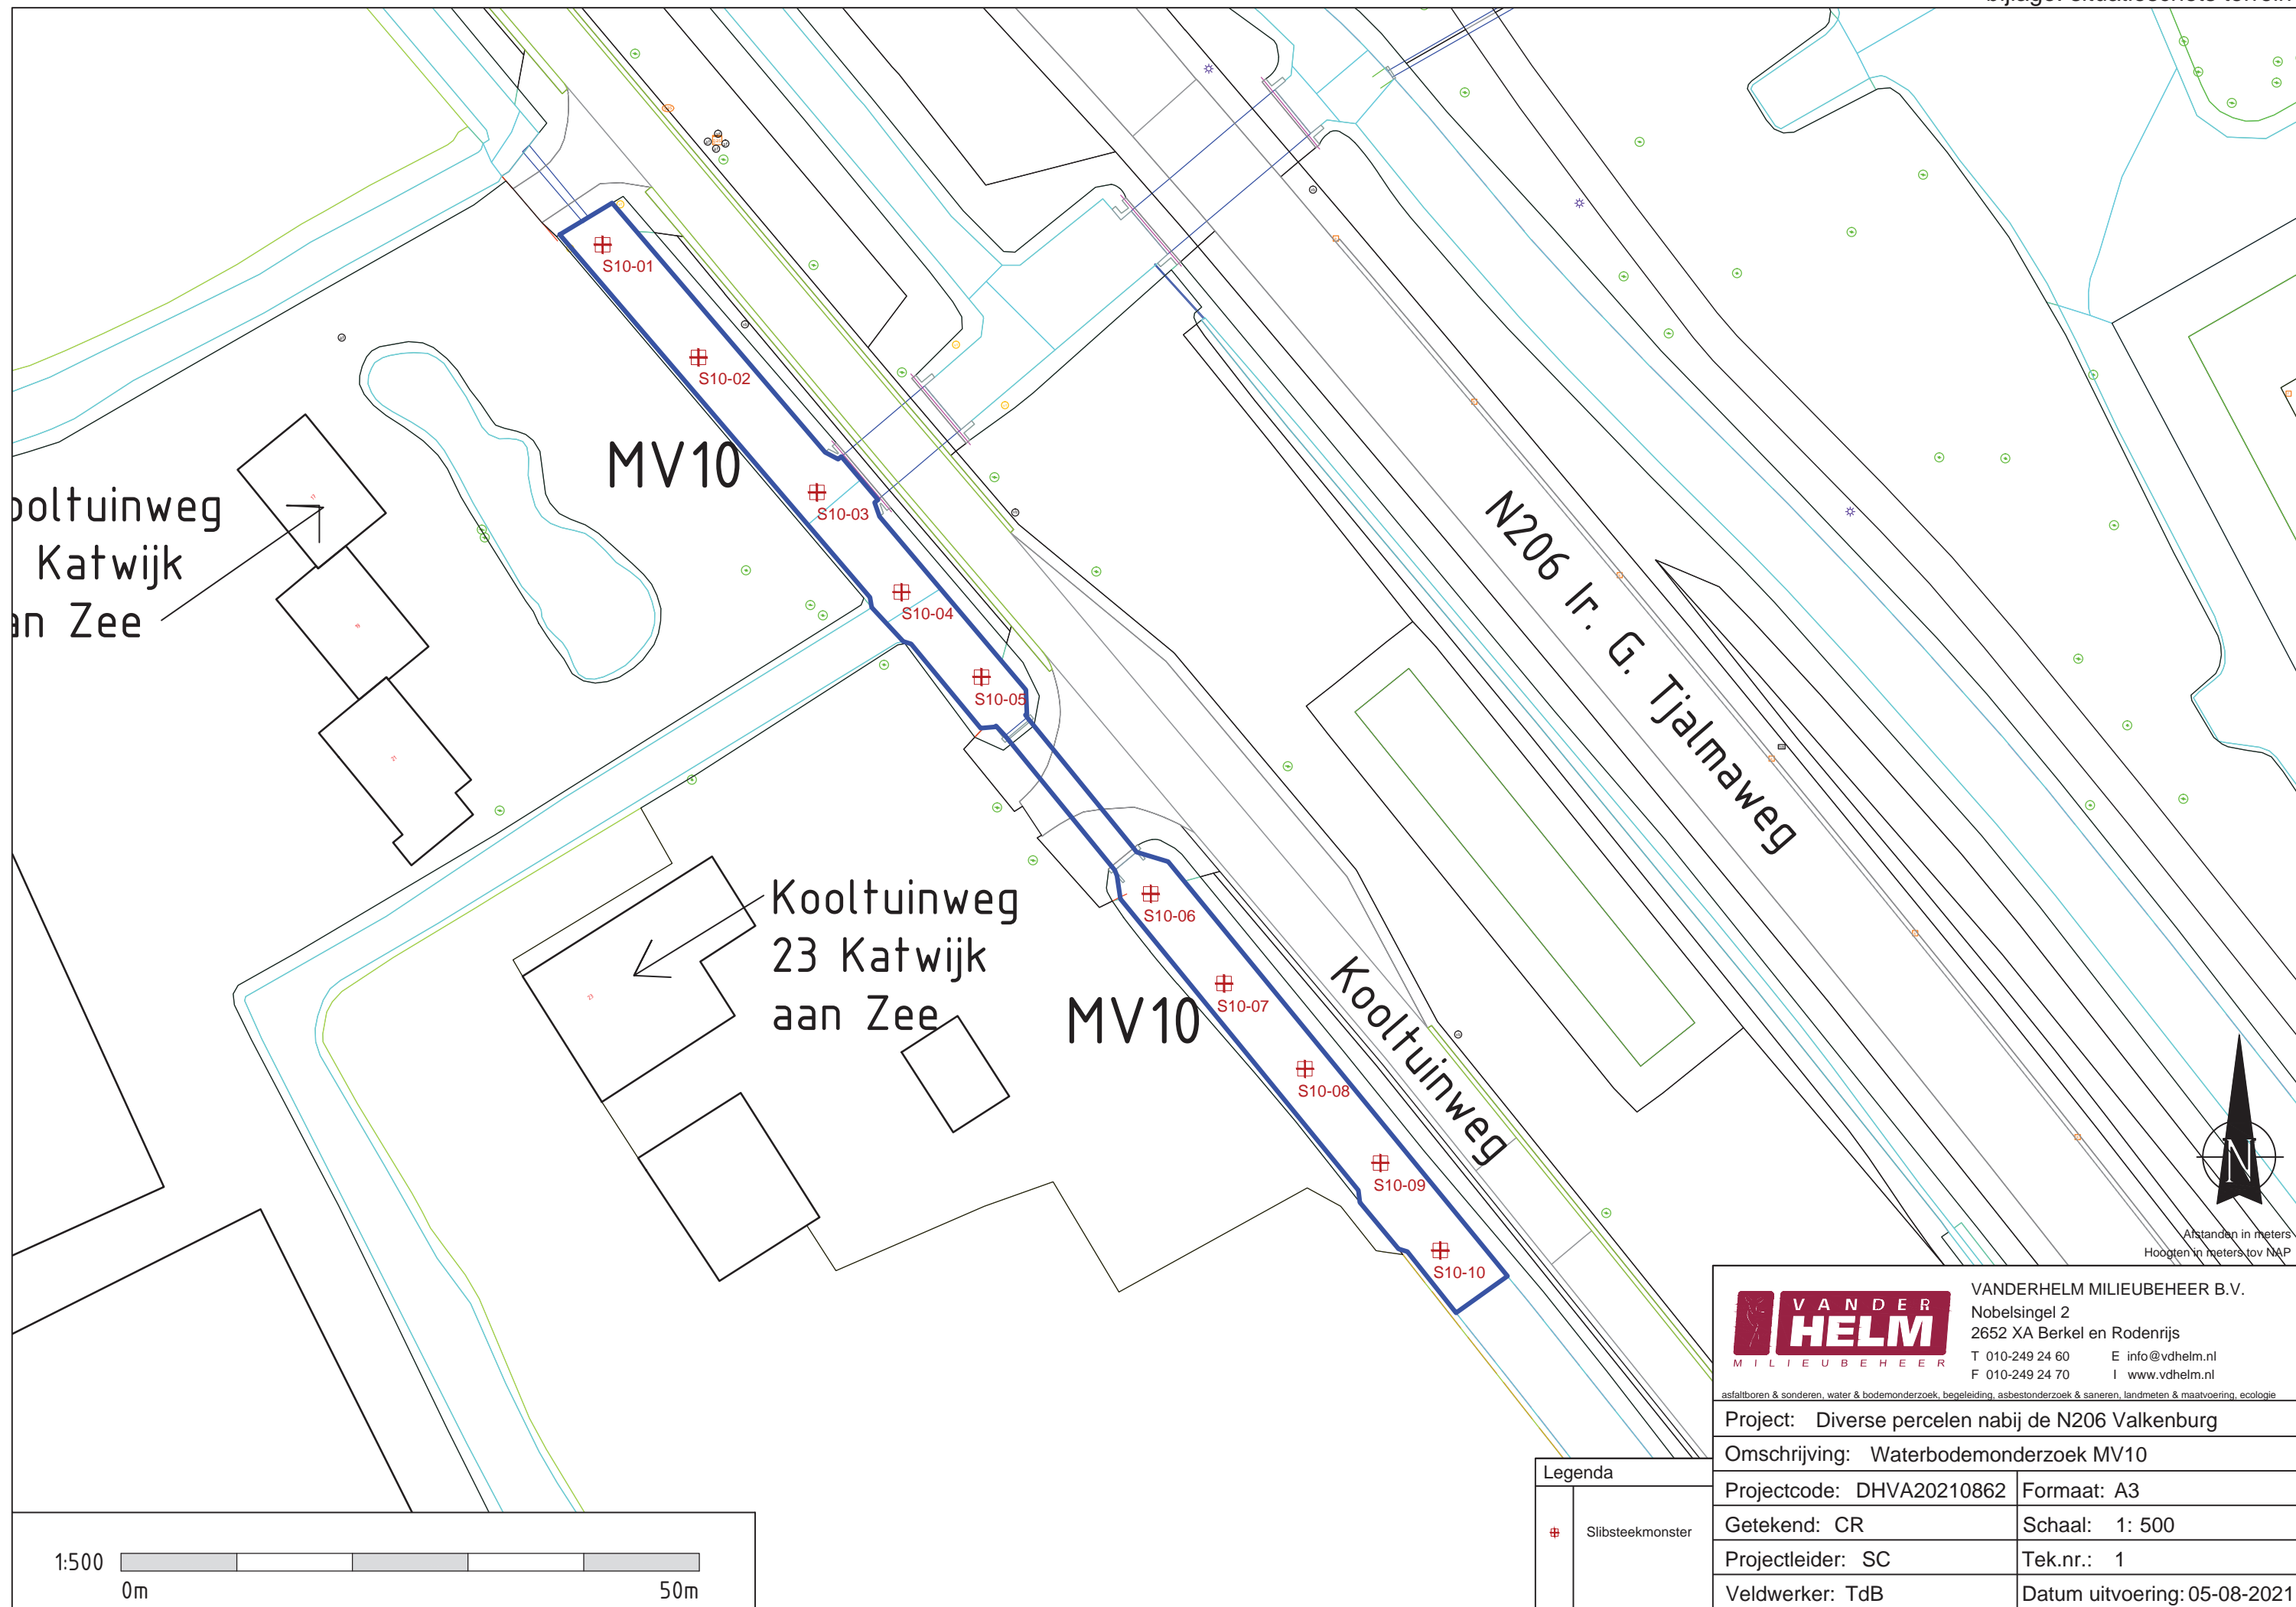 S10-01
S10-02
MV10
S10-03
Katwijk
Zee
S10-04
S10-05
N206 Ir. G. Tjalmaweg
Kooltuinweg
23 Katwijk
aan Zee
23
S10-06
MV10
S10-07
Kooltuinweg
S10-08
S10-09
S10-10
N
Afstanden in meters
Hoogten in meters tov NAP
VANDER
HELM
MILIEUBEHEER
VANDERHELM MILIEUBEHEER B.V.
Nobelsingel 2
2652 XA Berkel en Rodenrijs
T 010-249 24 60 E info@vdhelm.nl
F 010-249 24 70 I www.vdhelm.nl
asfaltboren & sonderen, water & bodemonderzoek, begeleiding, asbestonderzoek & saneren, landmeten & maatvoering, ecologie
Project: Diverse percelen nabij de N206 Valkenburg
Omschrijving: Waterbodemonderzoek MV10
Projectcode: DHVA20210862 Formaat: A3
Getekend: CR Schaal: 1: 500
Projectleider: SC Tek.nr.: 1
Veldwerker: TdB Datum uitvoering: 05-08-2021
Legenda
Slibsteekmonster
1:500
0m 50m